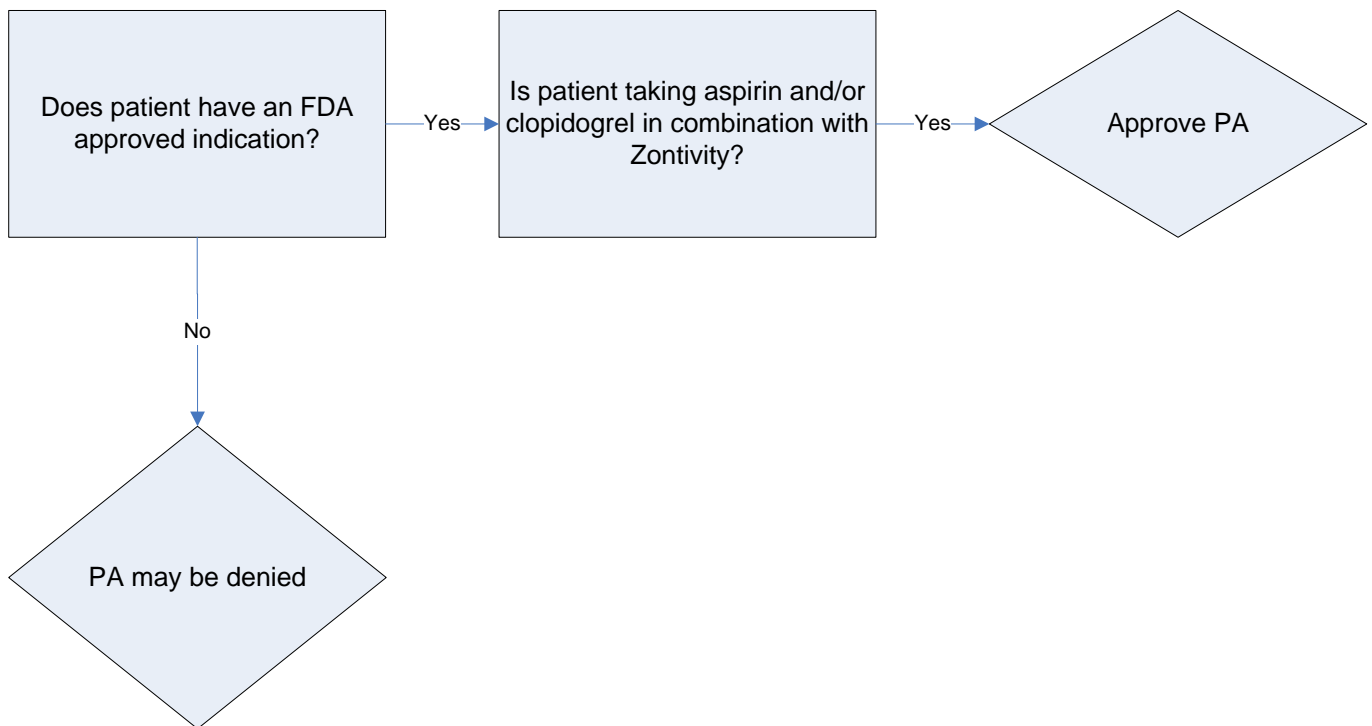 Does patient have an FDA
approved indication?
Yes
Is patient taking aspirin and/or
clopidogrel in combination with
Zontivity?
Yes
Approve PA
No
PA may be denied